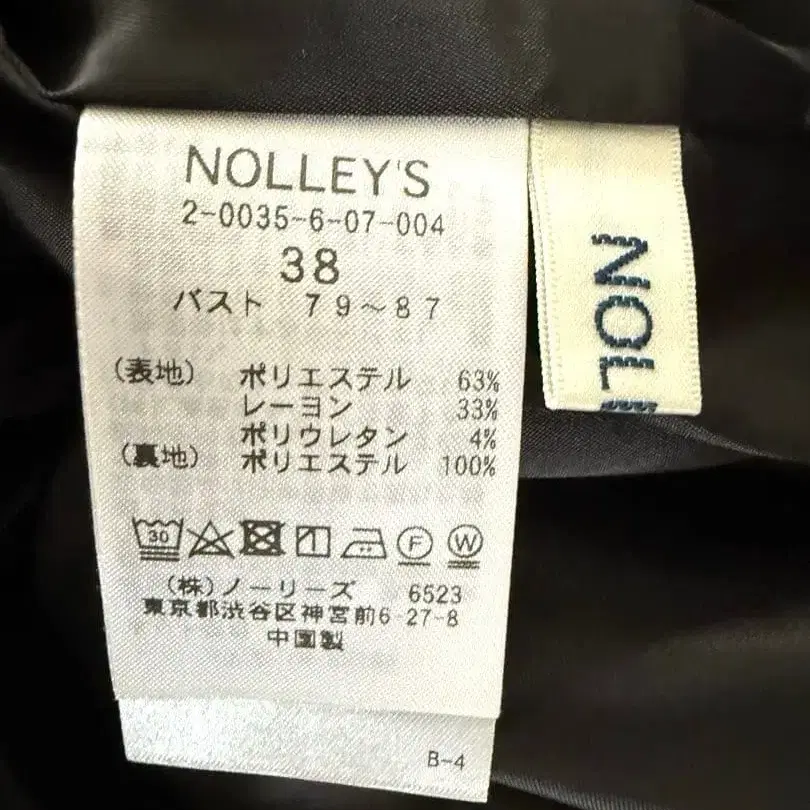 NOLLEY'S
2-0035-6-07-004
38
バスト 79~87
(表地) ポリエステル 63%
レーヨン 33%
ポリウレタン 4%
(裏地) ポリエステル 100%
30 F W
(株)ノーリーズ 6523
東京都渋谷区神宮前6-27-8
中国製
B-4
NOLL